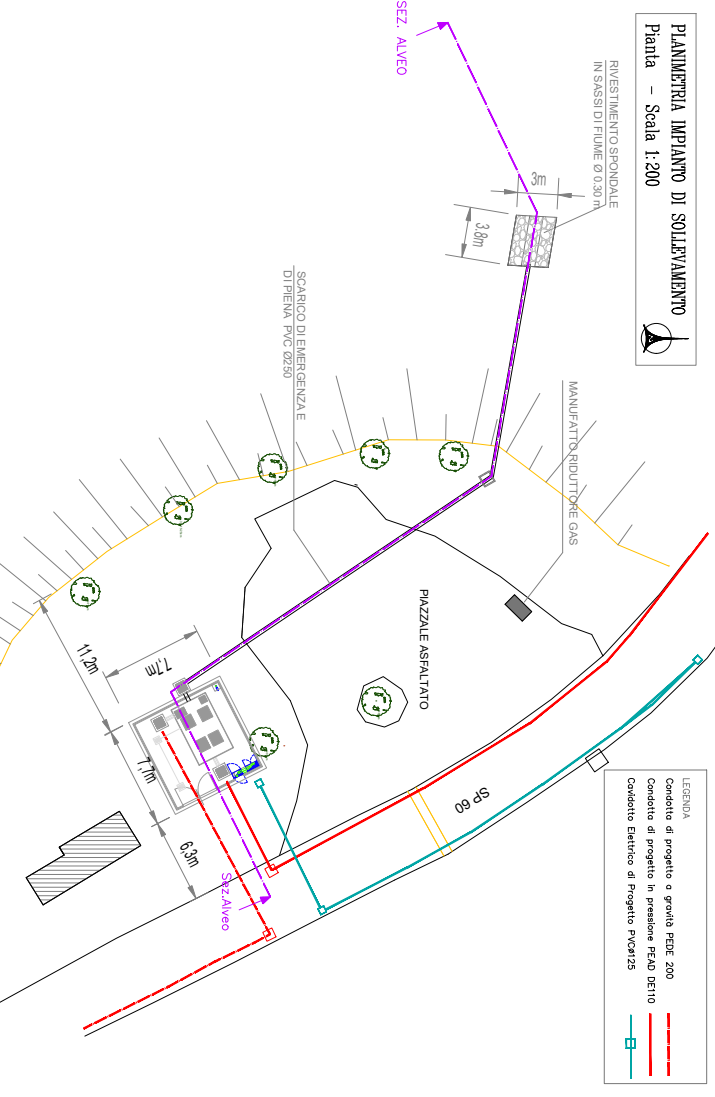 PLANIMETRIA IMPIANTO DI SOLLEVAMENTO
Pianta - Scala 1:200
SEZ. ALVEO
RIVESTIMENTO SPONDALE
IN SASSI DI FIUME Ø 0.30 m
3m
3.8m
SCARICO DI EMERGENZA E
DI PIENA PVC Ø250
MANUFATTO RIDUTTORE GAS
PIAZZALE ASFALTATO
11,2m
7,7m
7,7m
6,3m
SP 60
Sez.Alveo
LEGENDA
Condotta di progetto a gravità PEDE 200
Condotta di progetto in pressione PEAD DE110
Cavidotto Elettrico di Progetto PVCø125